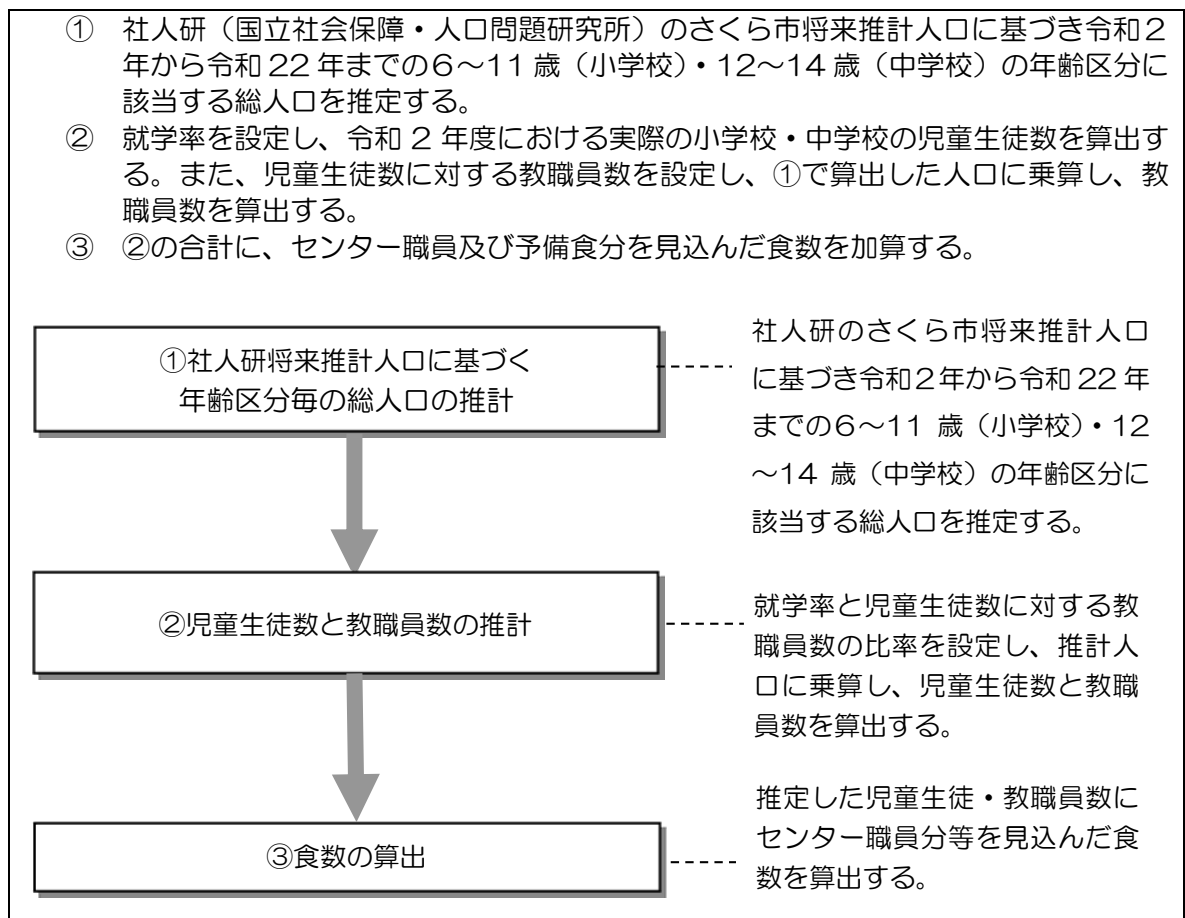 ① 社人研(国立社会保障・人口問題研究所)のさくら市将来推計人口に基づき令和2
年から令和 22 年までの6~11 歳(小学校)・12~14 歳(中学校)の年齢区分に
該当する総人口を推定する。
② 就学率を設定し、令和 2 年度における実際の小学校・中学校の児童生徒数を算出す
る。また、児童生徒数に対する教職員数を設定し、①で算出した人口に乗算し、教
職員数を算出する。
③ ②の合計に、センター職員及び予備食分を見込んだ食数を加算する。
①社人研将来推計人口に基づく
年齢区分毎の総人口の推計
社人研のさくら市将来推計人口
に基づき令和2年から令和 22 年
までの6~11 歳(小学校)・12
~14 歳(中学校)の年齢区分に
該当する総人口を推定する。
②児童生徒数と教職員数の推計
就学率と児童生徒数に対する教
職員数の比率を設定し、推計人
口に乗算し、児童生徒数と教職
員数を算出する。
③食数の算出
推定した児童生徒・教職員数に
センター職員分等を見込んだ食
数を算出する。